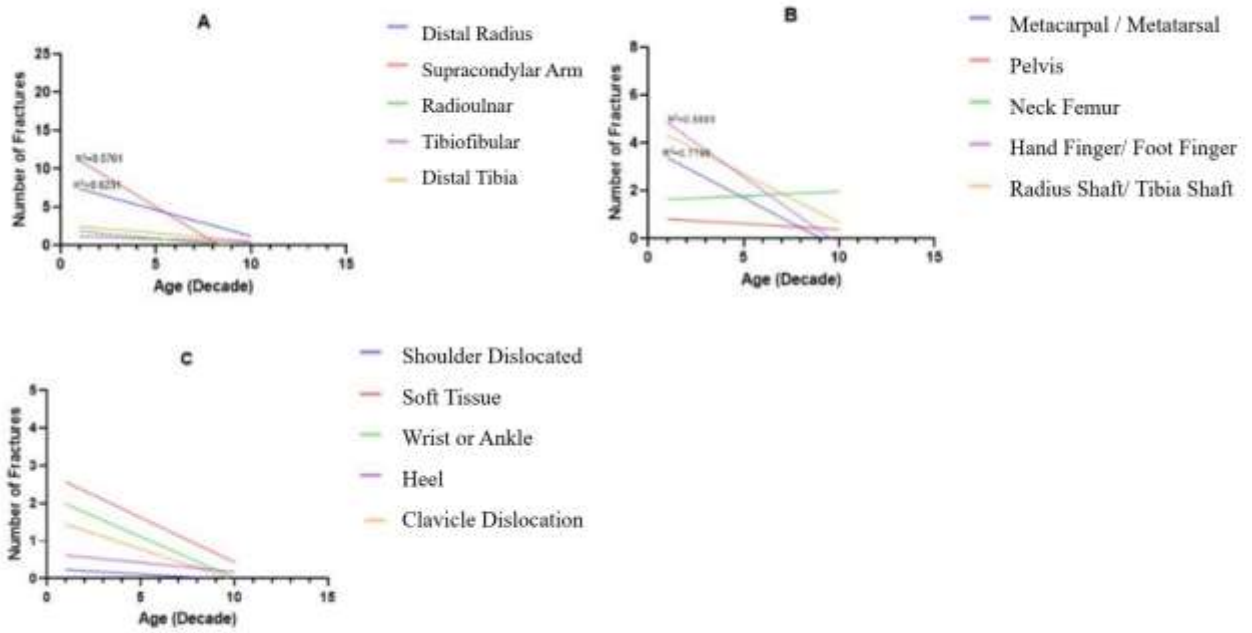 A
25
20
15
10
5
0
Number of Fractures
0 5 10 15
Age (Decade)
Distal Radius
Supracondylar Arm
Radioulnar
Tibiofibular
Distal Tibia
B
8
6
4
2
0
Number of Fractures
0 5 10 15
Age (Decade)
Metacarpal / Metatarsal
Pelvis
Neck Femur
Hand Finger/ Foot Finger
Radius Shaft/ Tibia Shaft
C
5
4
3
2
1
0
Number of Fractures
0 5 10 15
Age (Decade)
Shoulder Dislocated
Soft Tissue
Wrist or Ankle
Heel
Clavicle Dislocation